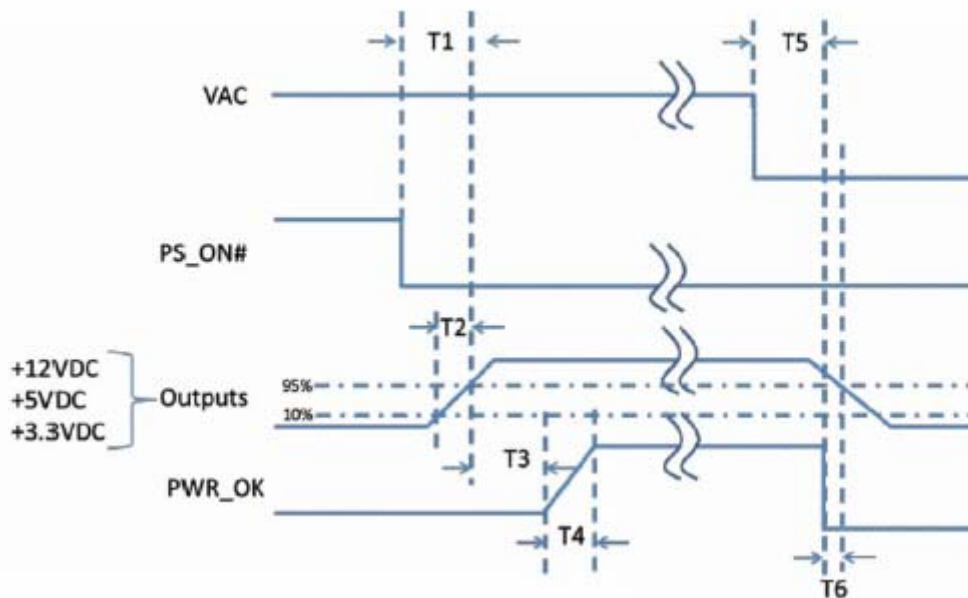 T1
T5
VAC
PS_ON#
T2
+12VDC
+5VDC
+3.3VDC
Outputs
95%
10%
T3
PWR_OK
T4
T6